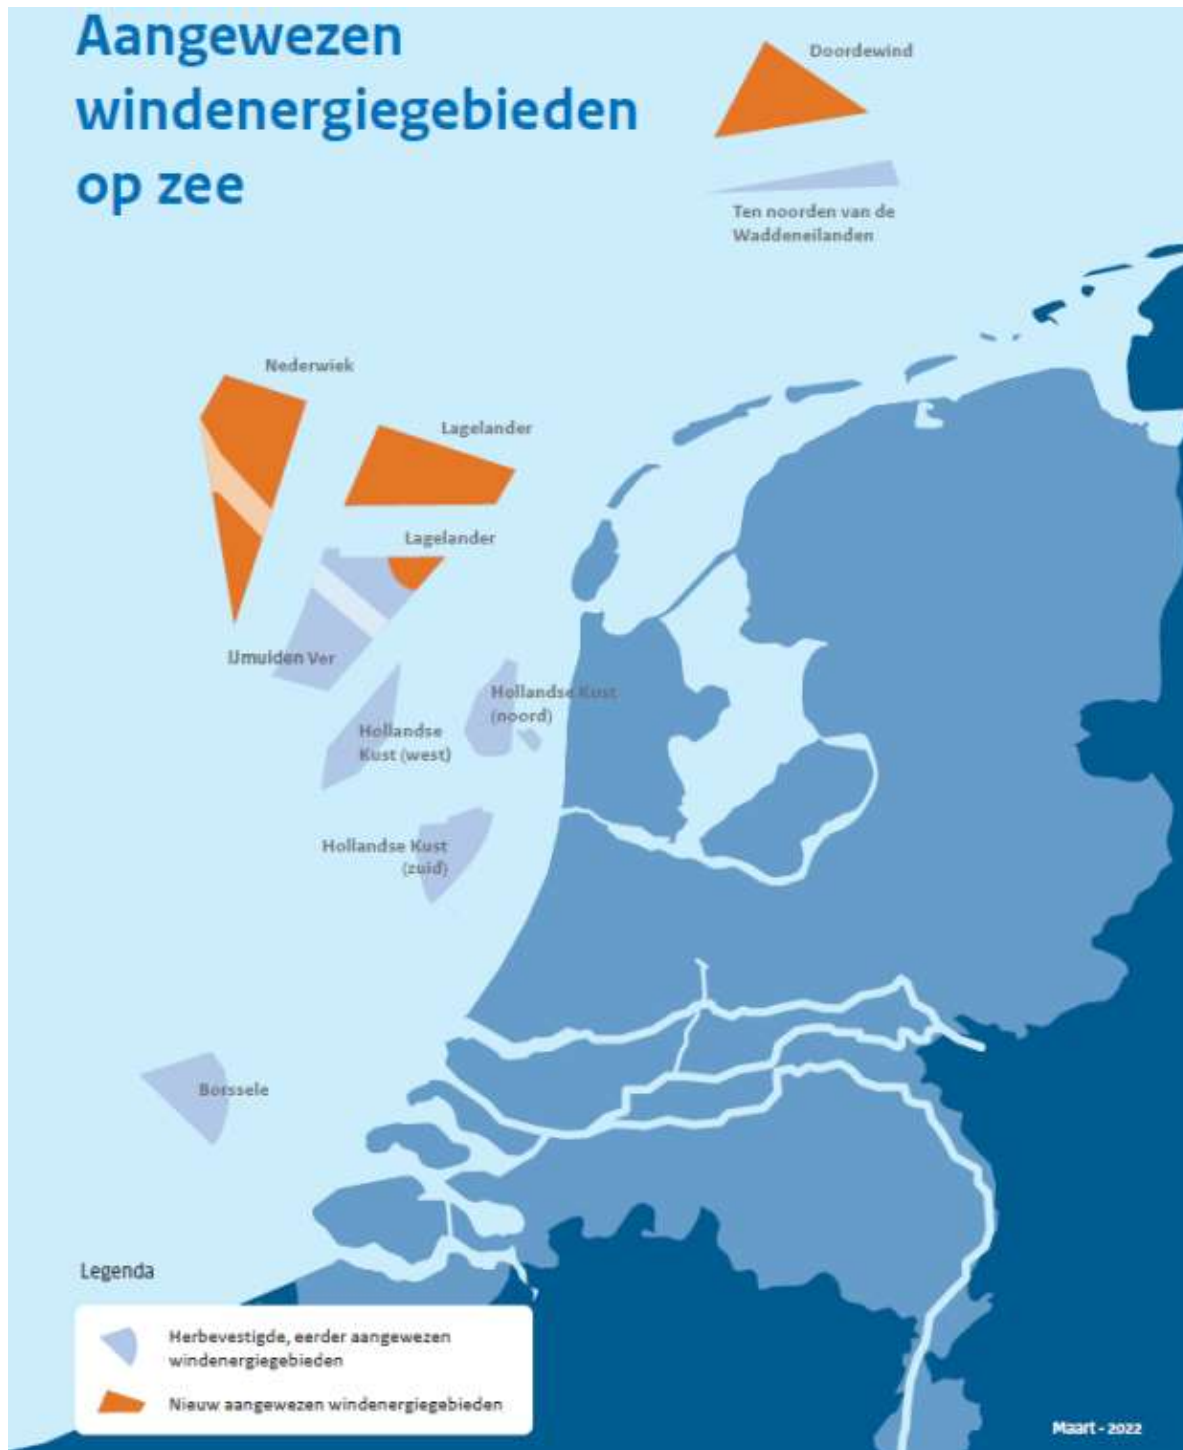 Aangewezen
windenergiegebieden
op zee
Doordewind
Ten noorden van de
Waddeneilanden
Nederwiek
Lagelander
Lagelander
IJmuiden Ver
Hollandse Kust
(noord)
Hollandse
Kust (west)
Hollandse Kust
(zuid)
Borssele
Legenda
Herbevestigde, eerder aangewezen
windenergiegebieden
Nieuw aangewezen windenergiegebieden
Maart - 2022